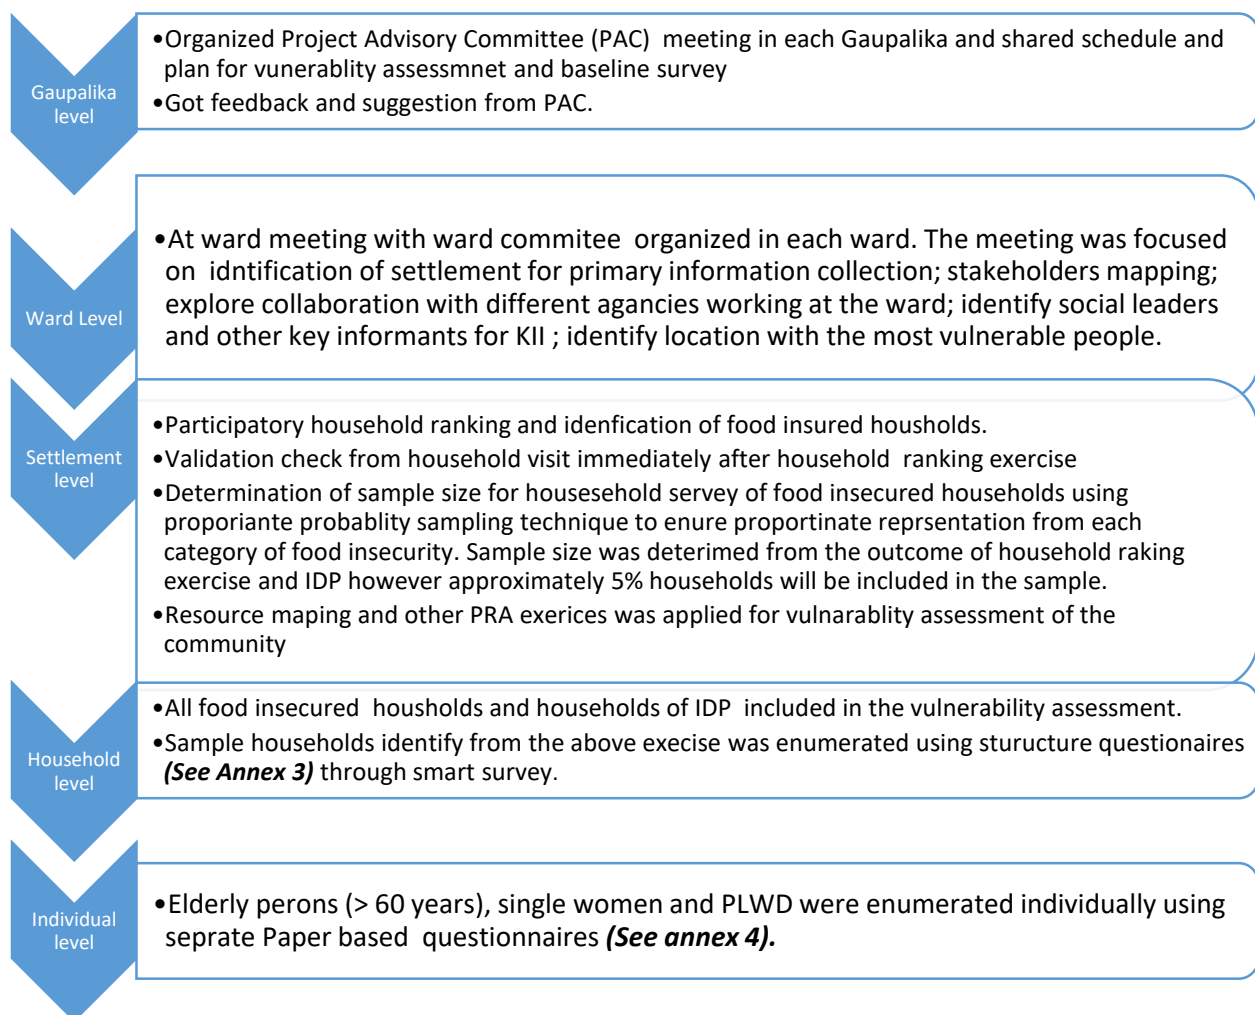 Gaupalika
level
•Organized Project Advisory Committee (PAC) meeting in each Gaupalika and shared schedule and
plan for vunerablity assessmnet and baseline survey
•Got feedback and suggestion from PAC.
Ward Level
•At ward meeting with ward commitee organized in each ward. The meeting was focused
on idntification of settlement for primary information collection; stakeholders mapping;
explore collaboration with different agancies working at the ward; identify social leaders
and other key informants for KII ; identify location with the most vulnerable people.
Settlement
level
•Participatory household ranking and idenfication of food insured housholds.
•Validation check from household visit immediately after household ranking exercise
•Determination of sample size for housesehold servey of food insecured households using
proporiante probablity sampling technique to enure proportinate reprsentation from each
category of food insecurity. Sample size was deterimed from the outcome of household raking
exercise and IDP however approximately 5% households will be included in the sample.
•Resource maping and other PRA exerices was applied for vulnarablity assessment of the
community
Household
level
•All food insecured housholds and households of IDP included in the vulnerability assessment.
•Sample households identify from the above execise was enumerated using sturucture questionaires
(See Annex 3) through smart survey.
Individual
level
•Elderly perons (> 60 years), single women and PLWD were enumerated individually using
seprate Paper based questionnaires (See annex 4).